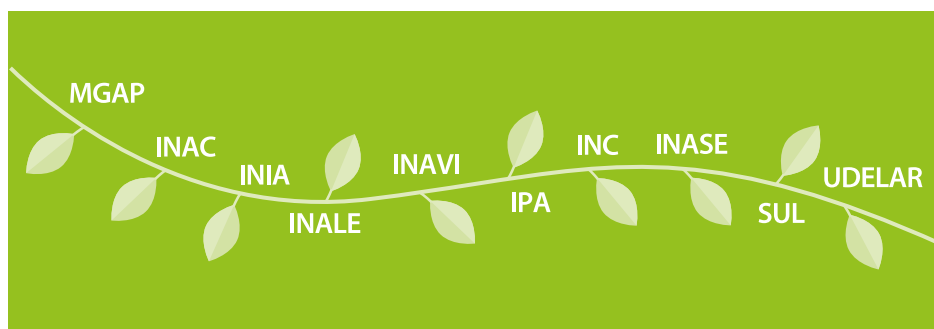 MGAP
INAC
INIA
INALE
INAVI
IPA
INC
INASE
SUL
UDELAR